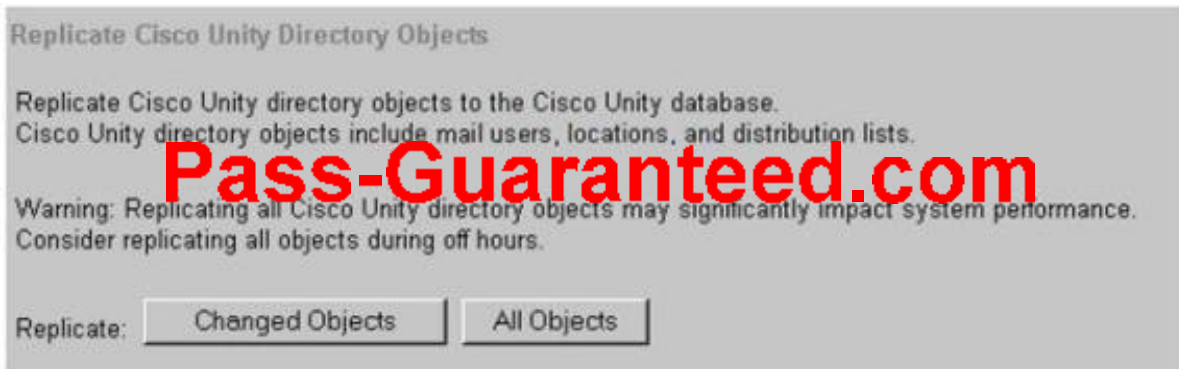 Replicate Cisco Unity Directory Objects
Replicate Cisco Unity directory objects to the Cisco Unity database.
Cisco Unity directory objects include mail users, locations, and distribution lists.
Pass-Guaranteed.com
Warning: Replicating all Cisco Unity directory objects may significantly impact system performance.
Consider replicating all objects during off hours.
Replicate: Changed Objects All Objects